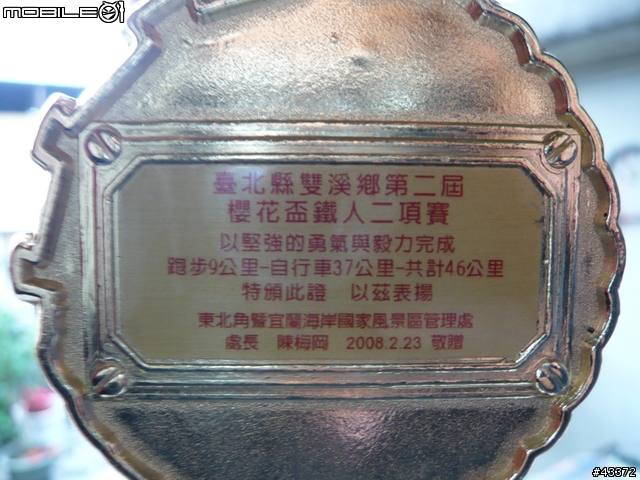 MOBILE01
臺北縣雙溪鄉第二屆
櫻花盃鐵人二項賽
以堅強的勇氣與毅力完成
跑步9公里-自行車37公里-共計46公里
特頒此證 以茲表揚
東北角暨宜蘭海岸國家風景區管理處
處長 陳梅岡 2008.2.23 敬贈
#43372